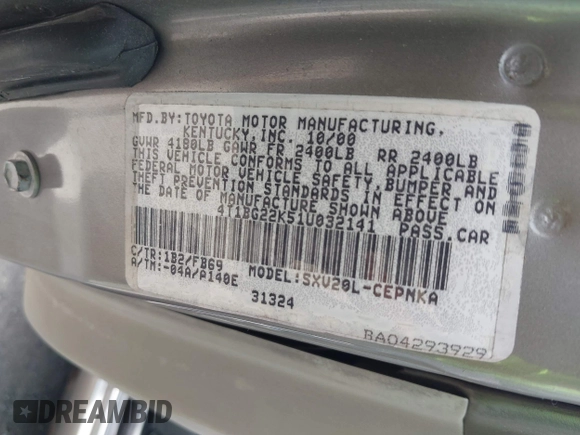 MFD.BY:TOYOTA MOTOR MANUFACTURING,
KENTUCKY,INC. 10/00
GVWR 4180LB GAWR FR 2400LB RR 2400LB
THIS VEHICLE CONFORMS TO ALL APPLICABLE
FEDERAL MOTOR VEHICLE SAFETY,BUMPER AND
THEFT PREVENTION STANDARDS IN EFFECT ON
THE DATE OF MANUFACTURE SHOWN ABOVE
4T1BG22K51U032141 PASS.CAR
C/TR:1B2/FB69 MODEL:SXV20L-CEPNKA
A/TM:-04A/A140E
31324
BA04293929
DREAMBID